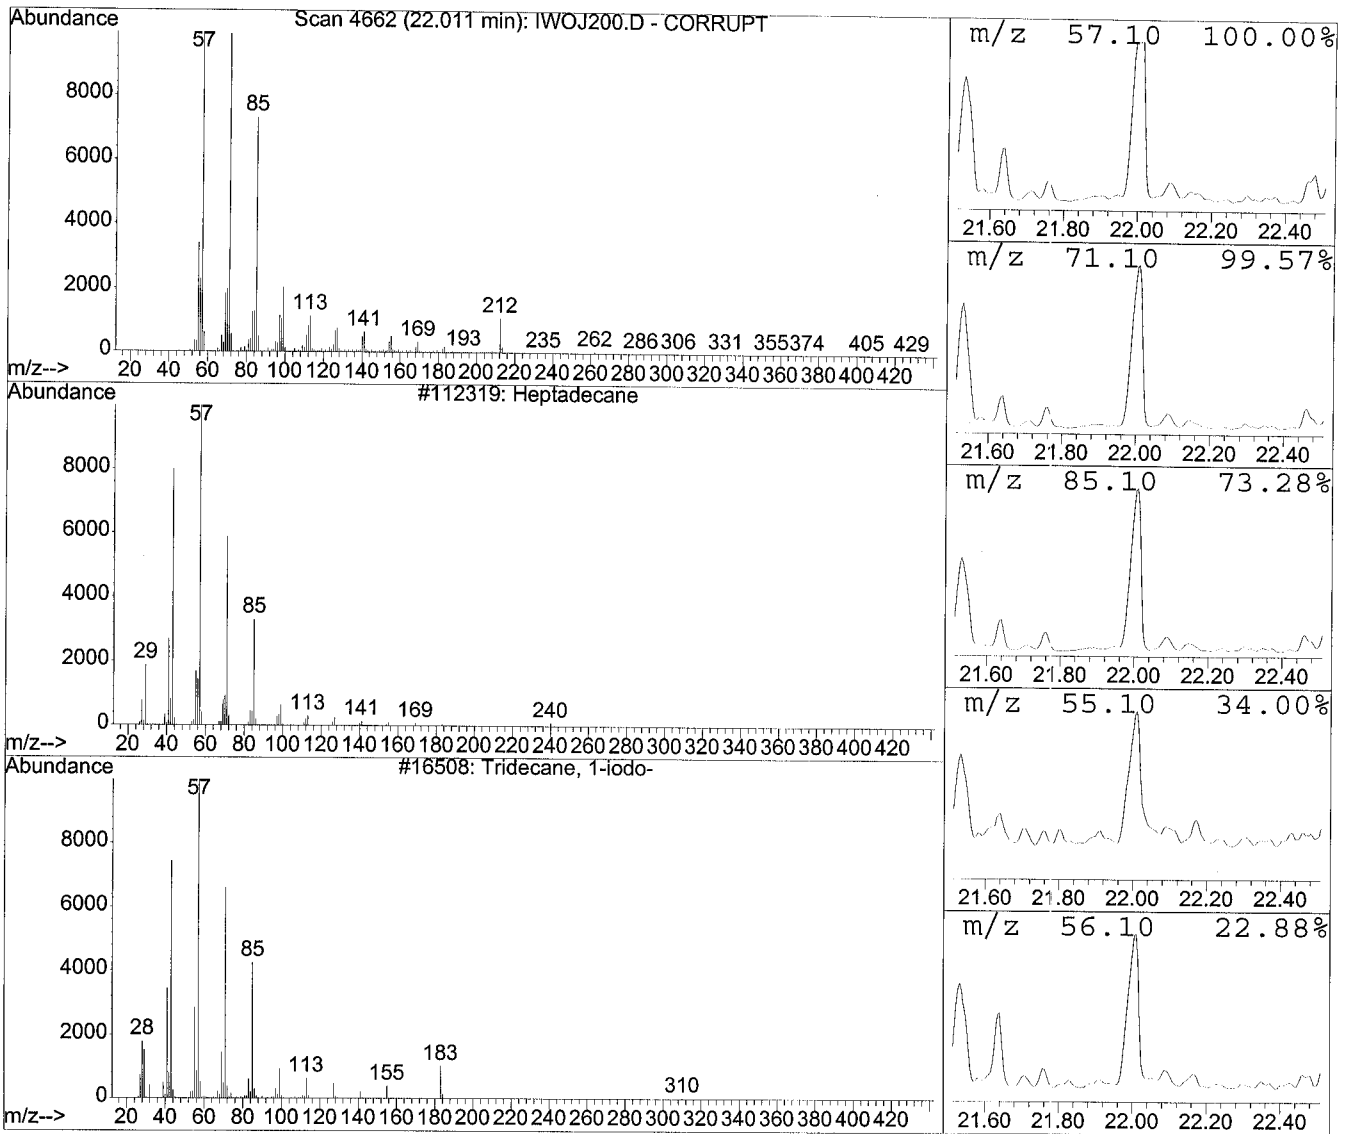 Abundance
Scan 4662 (22.011 min): IWOJ200.D - CORRUPT
57
8000
85
6000
4000
2000
113
141
169
193
212
235
262
286 306
331
355 374
405
429
0
m/z--> 20 40 60 80 100 120 140 160 180 200 220 240 260 280 300 320 340 360 380 400 420
Abundance
#112319: Heptadecane
57
8000
6000
4000
85
29
2000
113
141
169
240
0
m/z--> 20 40 60 80 100 120 140 160 180 200 220 240 260 280 300 320 340 360 380 400 420
Abundance
#16508: Tridecane, 1-iodo-
57
8000
6000
85
4000
28
2000
113
155
183
310
0
m/z--> 20 40 60 80 100 120 140 160 180 200 220 240 260 280 300 320 340 360 380 400 420
m/z 57.10 100.00%
21.60 21.80 22.00 22.20 22.40
m/z 71.10 99.57%
21.60 21.80 22.00 22.20 22.40
m/z 85.10 73.28%
21.60 21.80 22.00 22.20 22.40
m/z 55.10 34.00%
21.60 21.80 22.00 22.20 22.40
m/z 56.10 22.88%
21.60 21.80 22.00 22.20 22.40